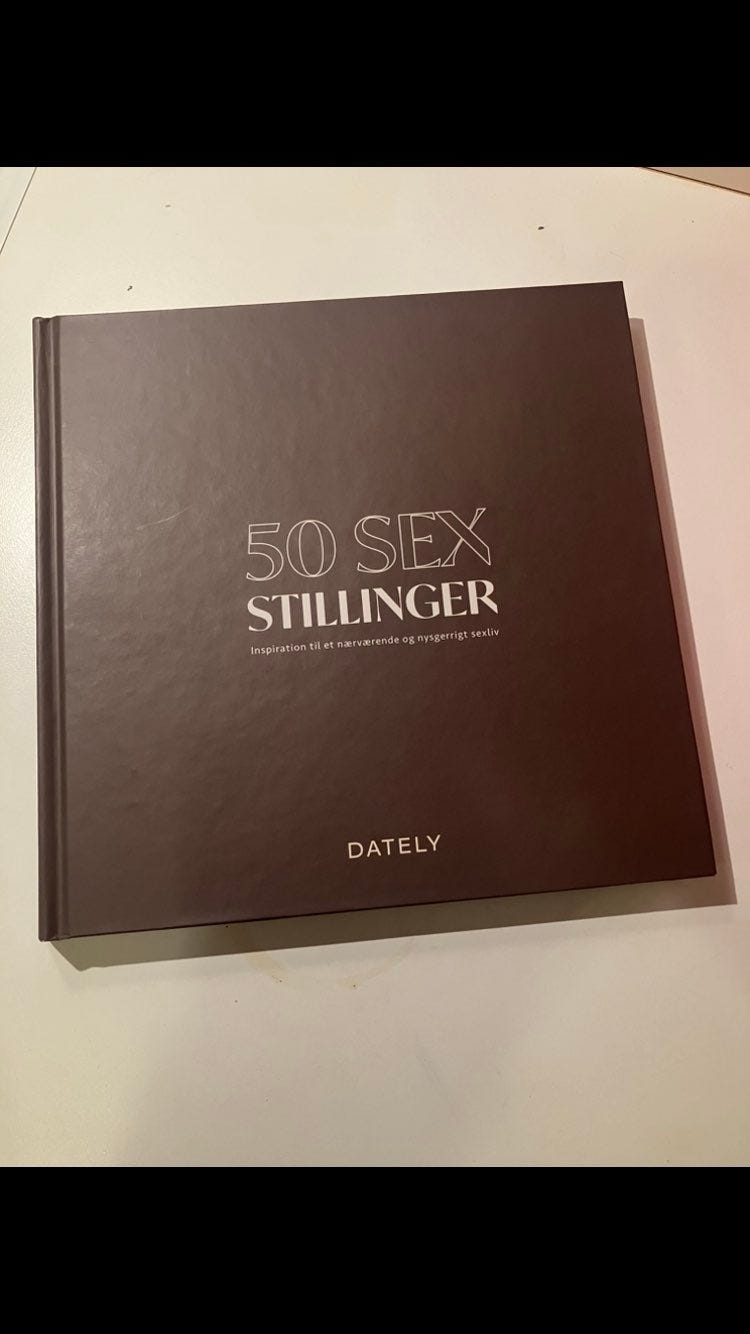 50 SEX
STILLINGER
Inspiration til et nærværende og nysgerrigt sexliv
DATELY